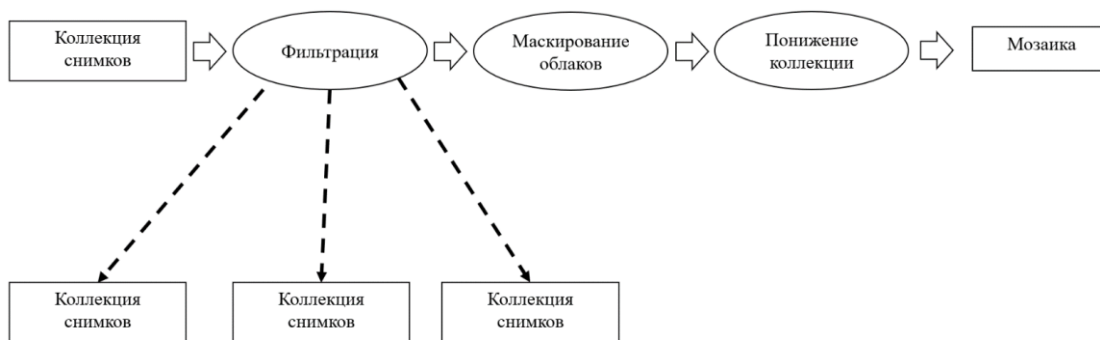 Коллекция
снимков
Фильтрация
Маскирование
облаков
Понижение
коллекции
Мозаика
Коллекция
снимков
Коллекция
снимков
Коллекция
снимков